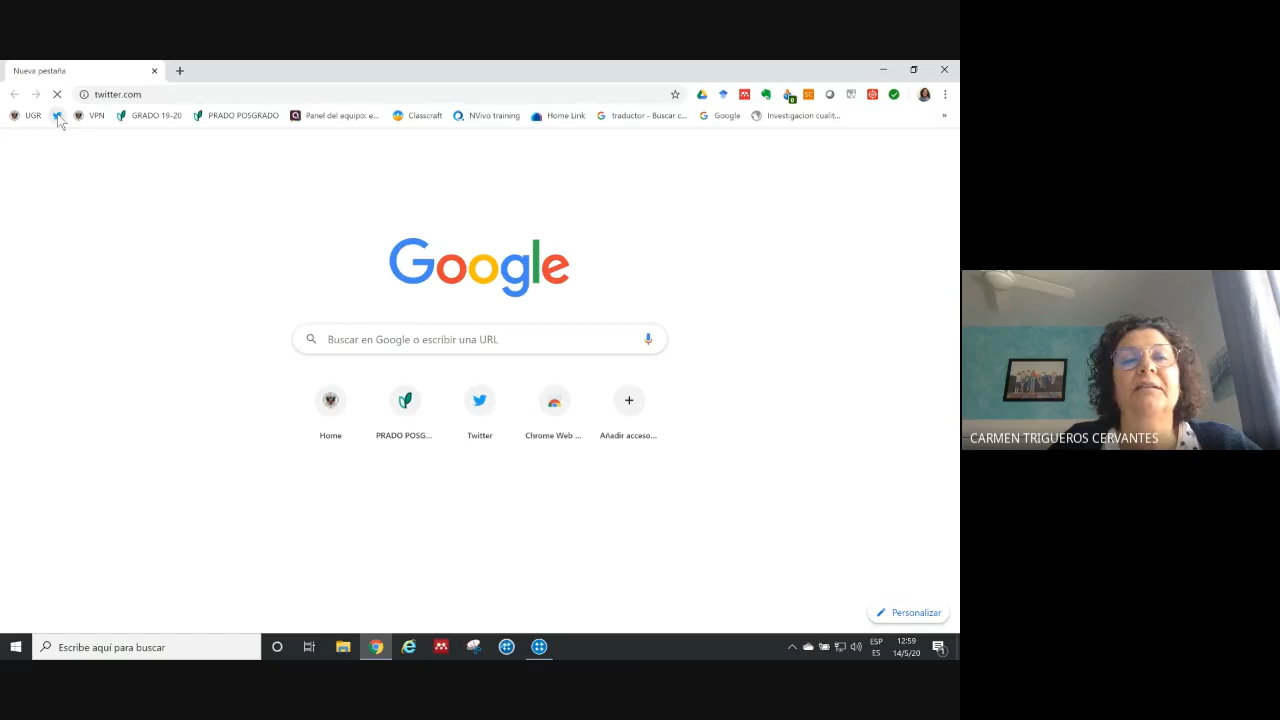 Nueva pestaña
twitter.com
UGR VPN GRADO 19-20 PRADO POSGRADO Panel del equipo: e... Classcraft NVivo training Home Link traductor - Buscar c... Google Investigacion cualit... »
Google
Buscar en Google o escribir una URL
Home PRADO POSG... Twitter Chrome Web ... Añadir acceso...
CARMEN TRIGUEROS CERVANTES
Personalizar
Escribe aquí para buscar
ESP 12:59
ES 14/5/20